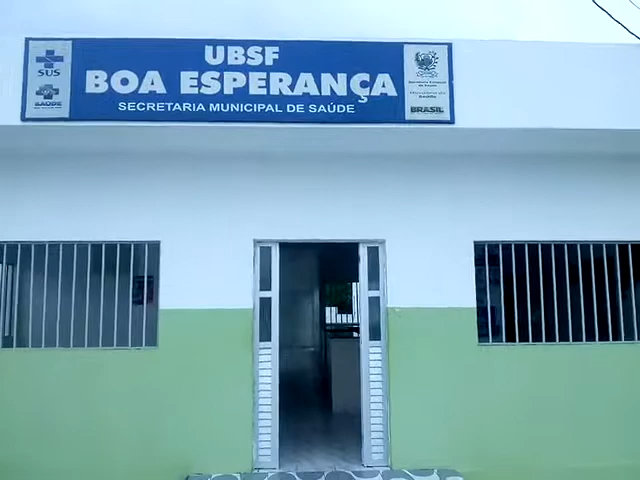 UBSF
BOA ESPERANÇA
SECRETARIA MUNICIPAL DE SAÚDE
SUS
SAÚDE
BRASIL